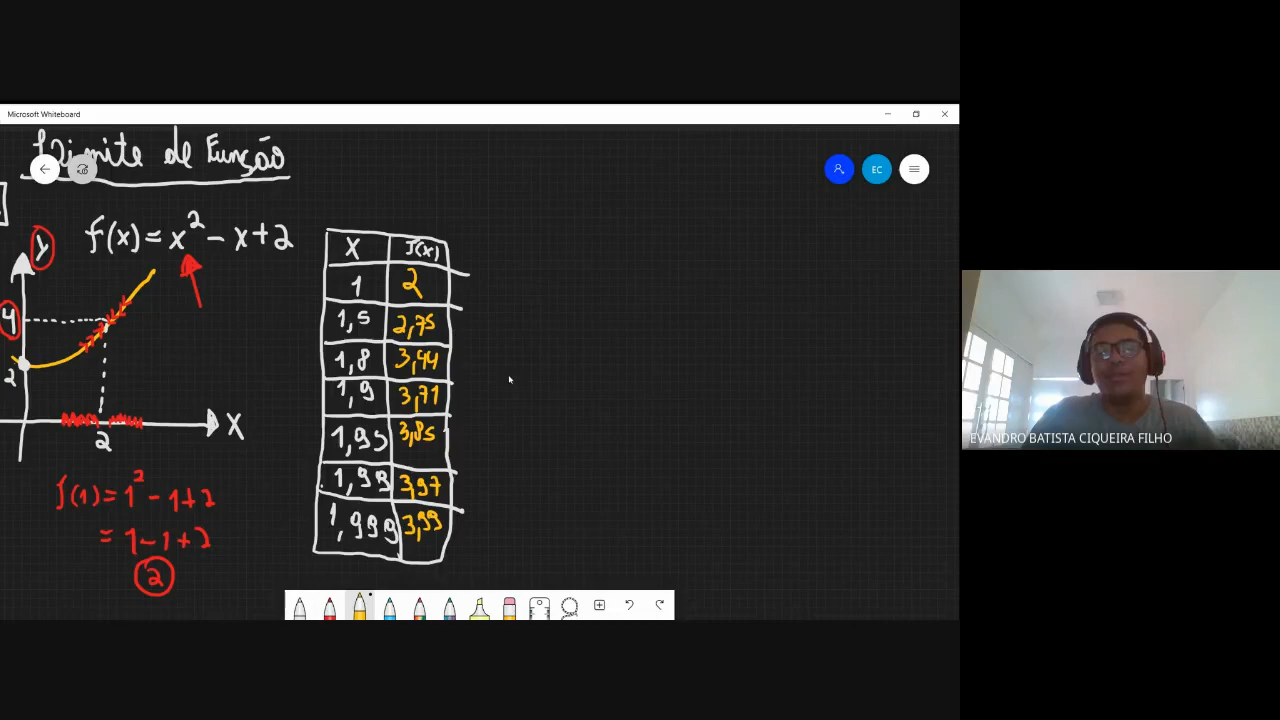 Microsoft Whiteboard
Limite de Função
EC
f(x) = x² - x + 2
y
4
2
2
X
f(1) = 1² - 1 + 2
= 1 - 1 + 2
2
X f(x)
1 2
1,5 2,75
1,8 3,44
1,9 3,71
1,95 3,85
1,99 3,97
1,999 3,99
EVANDRO BATISTA CIQUEIRA FILHO